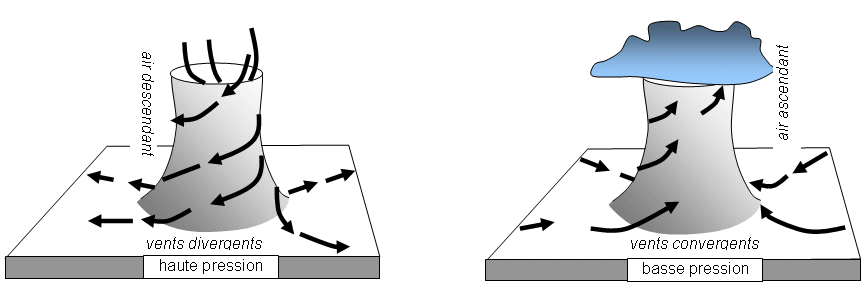 air descendant
vents divergents
haute pression
air ascendant
vents convergents
basse pression